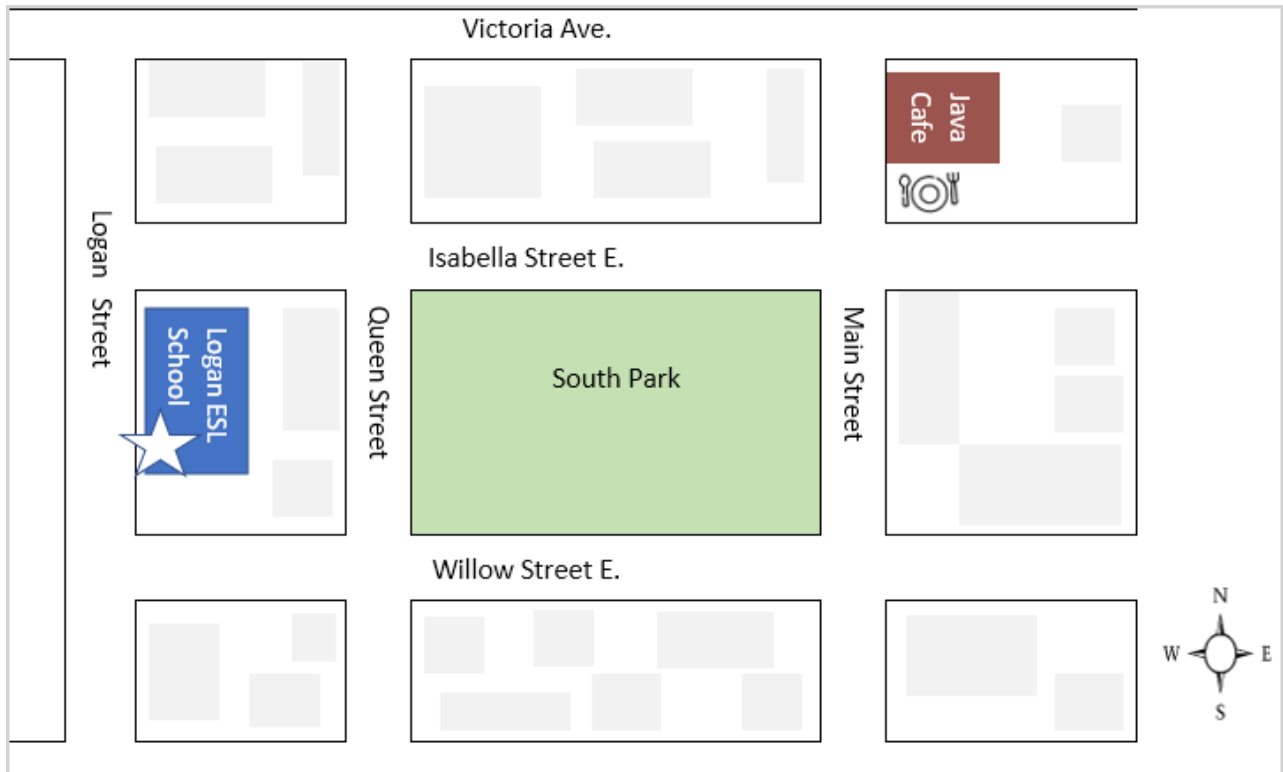 Victoria Ave.
Java
Cafe
Logan Street
Isabella Street E.
Logan ESL
School
Queen Street
South Park
Main Street
Willow Street E.
N
W
E
S